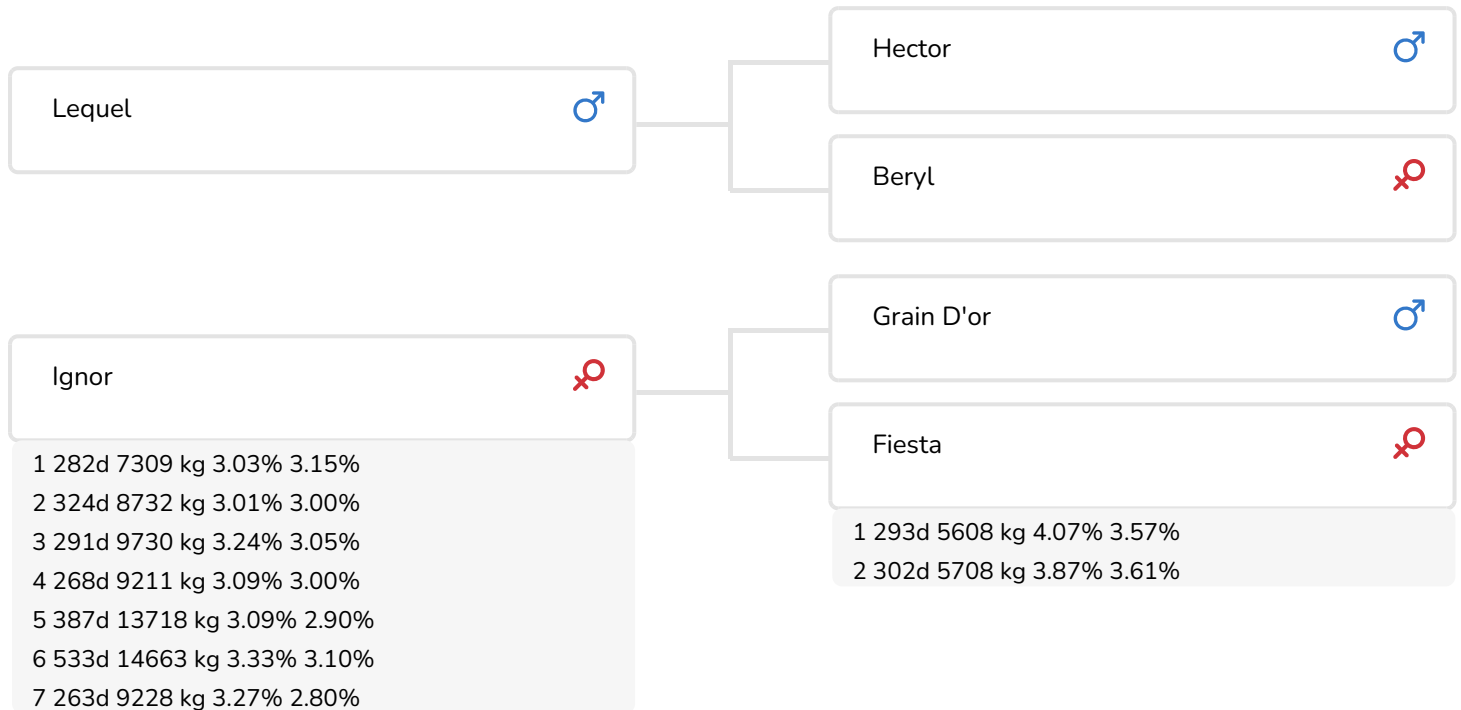 Hector
Lequel
Beryl
Grain D'or
Ignor
Fiesta
1 282d 7309 kg 3.03% 3.15%
2 324d 8732 kg 3.01% 3.00%
3 291d 9730 kg 3.24% 3.05%
4 268d 9211 kg 3.09% 3.00%
5 387d 13718 kg 3.09% 2.90%
6 533d 14663 kg 3.33% 3.10%
7 263d 9228 kg 3.27% 2.80%
1 293d 5608 kg 4.07% 3.57%
2 302d 5708 kg 3.87% 3.61%